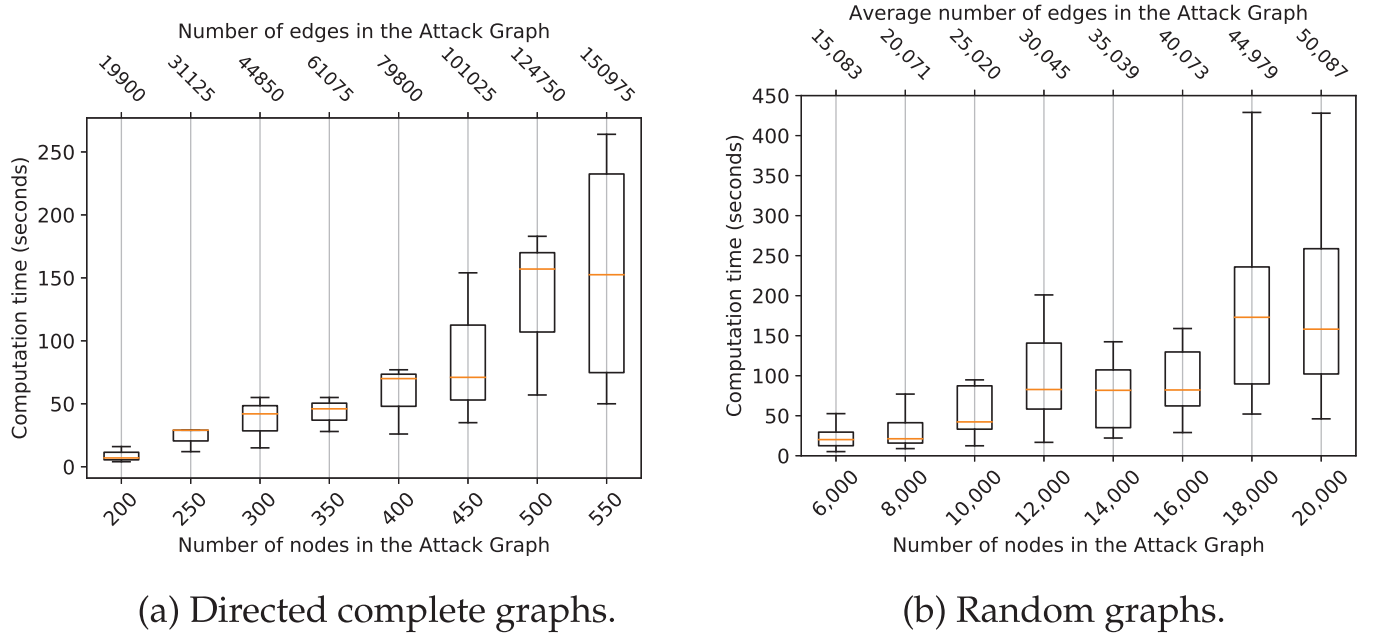 Number of edges in the Attack Graph
19900 31125 44850 61075 79800 101025 124750 150975
Computation time (seconds)
250
200
150
100
50
0
200 250 300 350 400 450 500 550
Number of nodes in the Attack Graph
(a) Directed complete graphs.
Average number of edges in the Attack Graph
15,083 20,071 25,020 30,045 35,039 40,073 44,979 50,087
Computation time (seconds)
450
400
350
300
250
200
150
100
50
0
6,000 8,000 10,000 12,000 14,000 16,000 18,000 20,000
Number of nodes in the Attack Graph
(b) Random graphs.